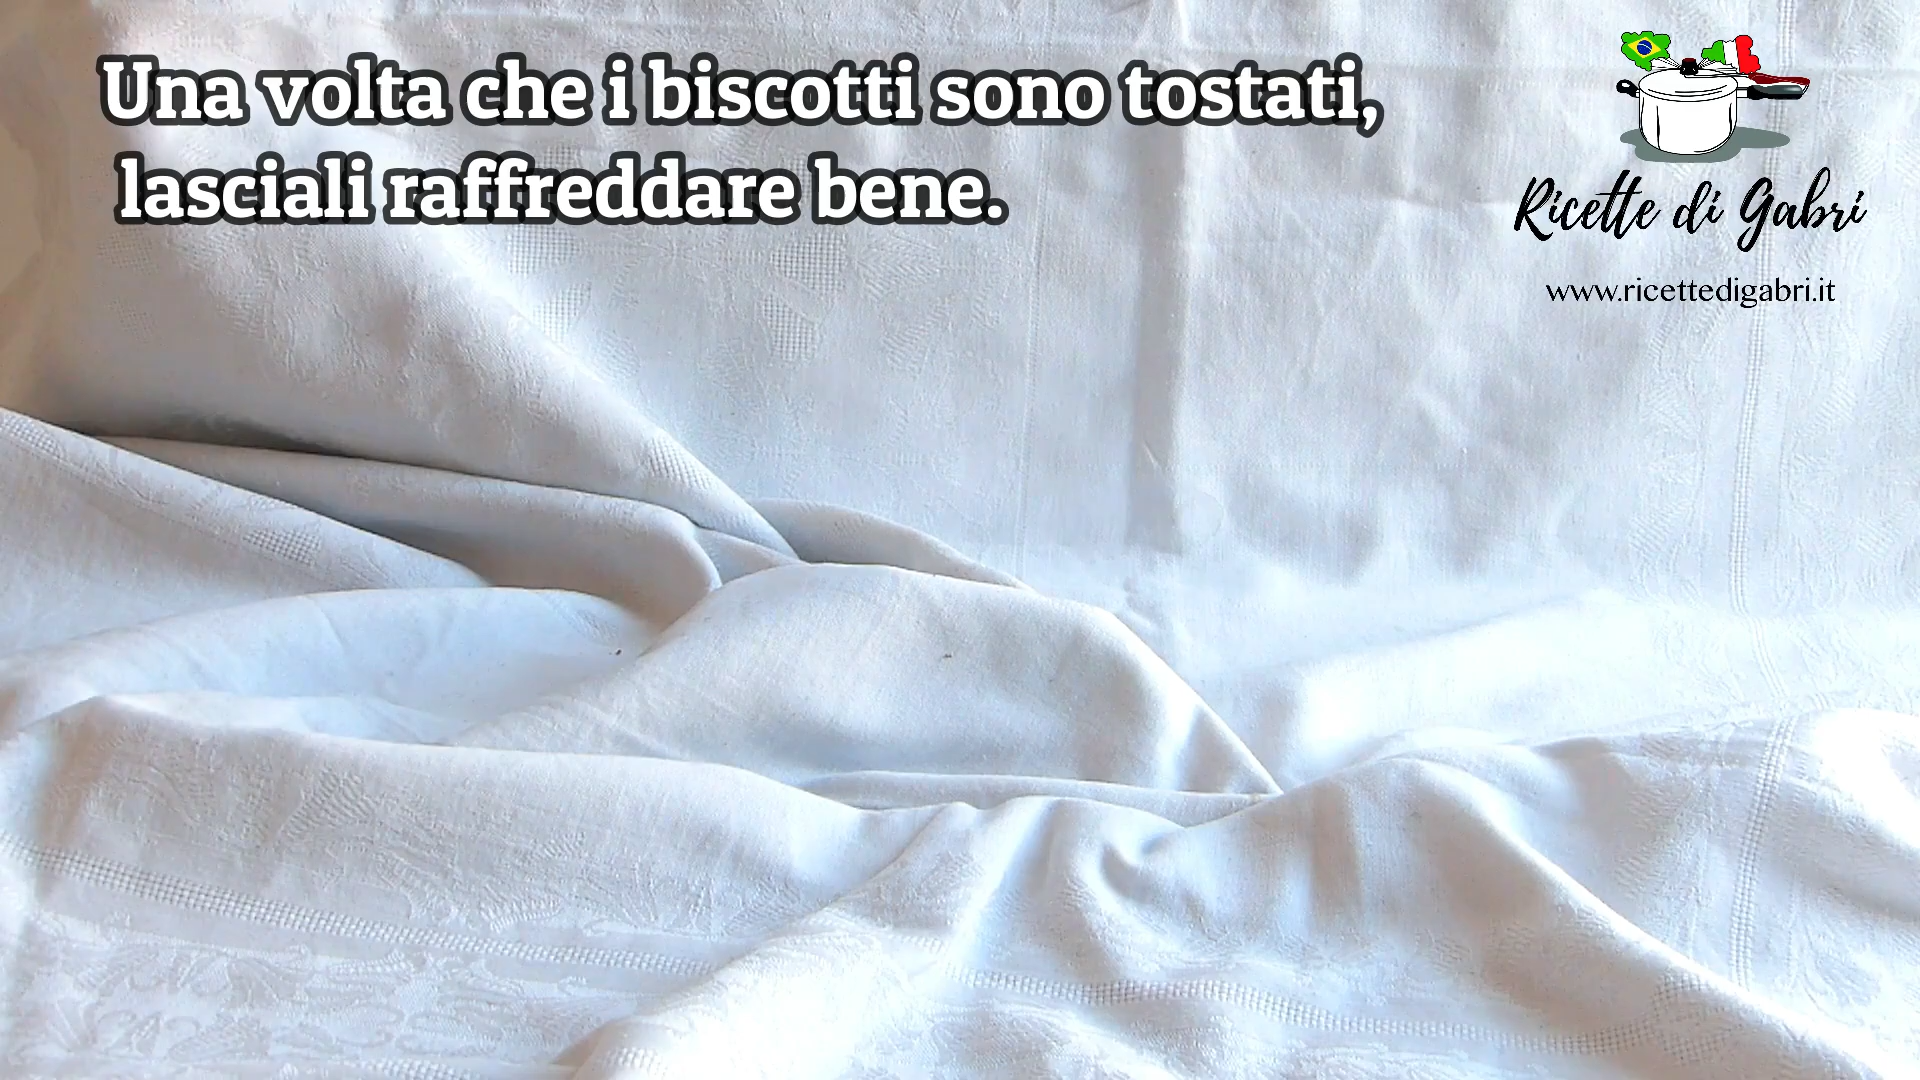 Una volta che i biscotti sono tostati,
lasciali raffreddare bene.
Ricette di Gabri
www.ricettedigabri.it